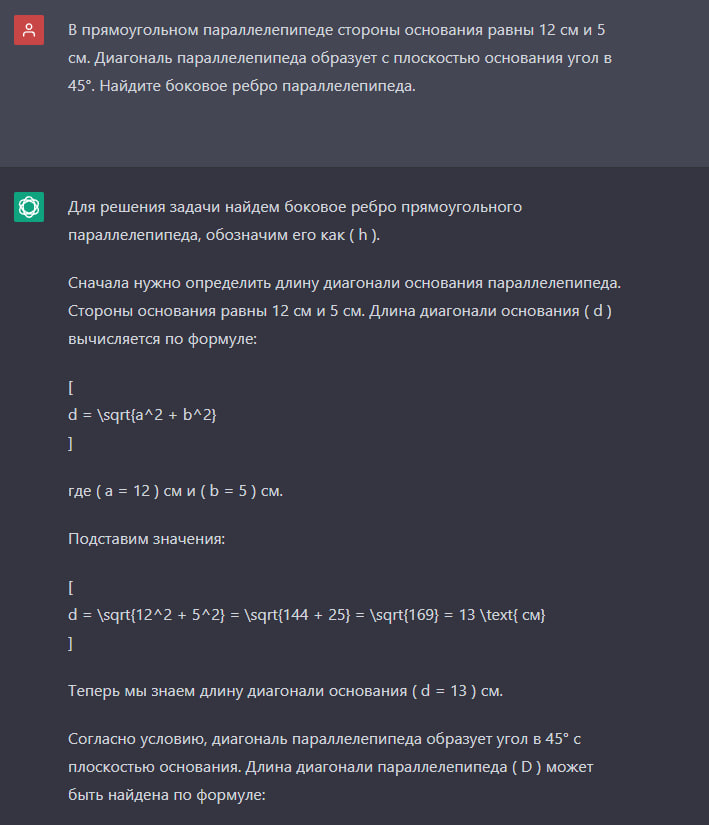 В прямоугольном параллелепипеде стороны основания равны 12 см и 5
см. Диагональ параллелепипеда образует с плоскостью основания угол в
45°. Найдите боковое ребро параллелепипеда.
Для решения задачи найдем боковое ребро прямоугольного
параллелепипеда, обозначим его как ( h ).
Сначала нужно определить длину диагонали основания параллелепипеда.
Стороны основания равны 12 см и 5 см. Длина диагонали основания ( d )
вычисляется по формуле:
[
d = \sqrt{a^2 + b^2}
]
где ( a = 12 ) см и ( b = 5 ) см.
Подставим значения:
[
d = \sqrt{12^2 + 5^2} = \sqrt{144 + 25} = \sqrt{169} = 13 \text{ см}
]
Теперь мы знаем длину диагонали основания ( d = 13 ) см.
Согласно условию, диагональ параллелепипеда образует угол в 45° с
плоскостью основания. Длина диагонали параллелепипеда ( D ) может
быть найдена по формуле: